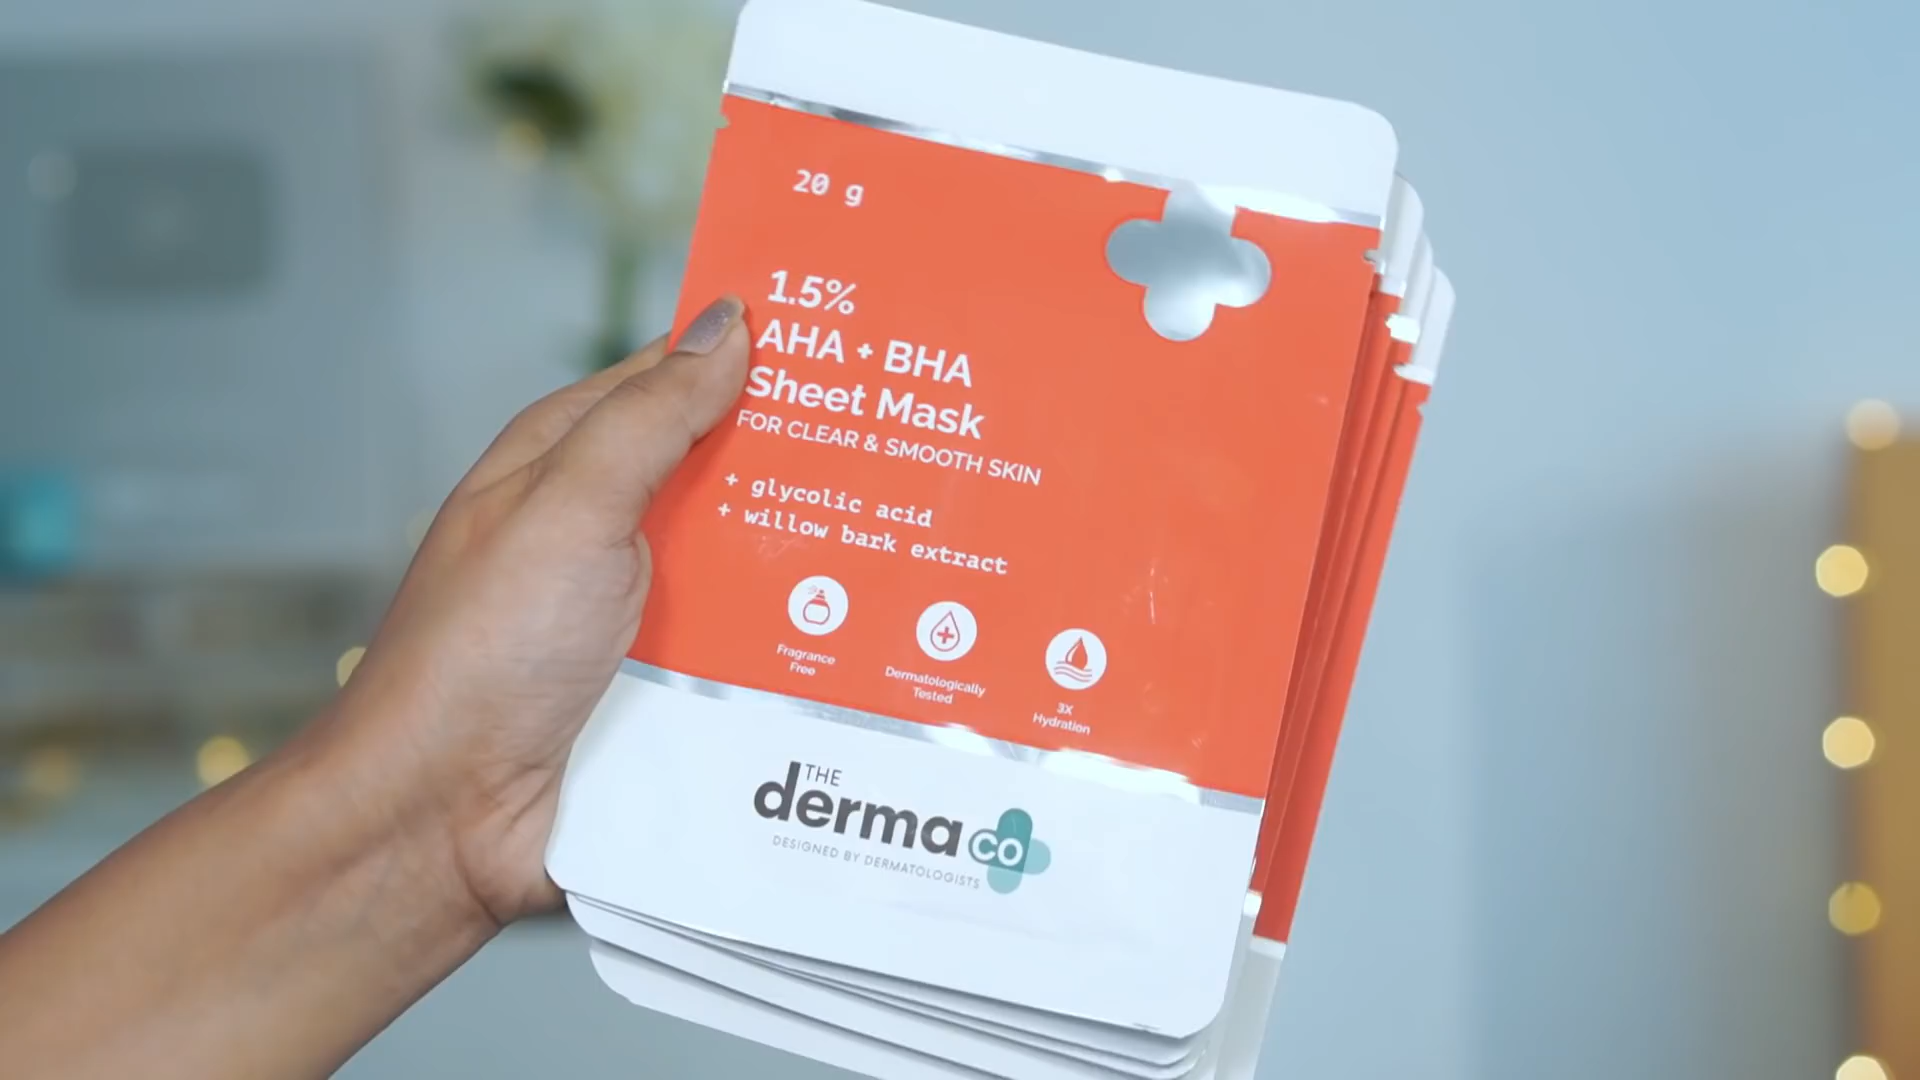 20 g
1.5%
AHA + BHA
Sheet Mask
FOR CLEAR & SMOOTH SKIN
+ glycolic acid
+ willow bark extract
Fragrance
Free
Dermatologically
Tested
3X
Hydration
THE
derma co
DESIGNED BY DERMATOLOGISTS